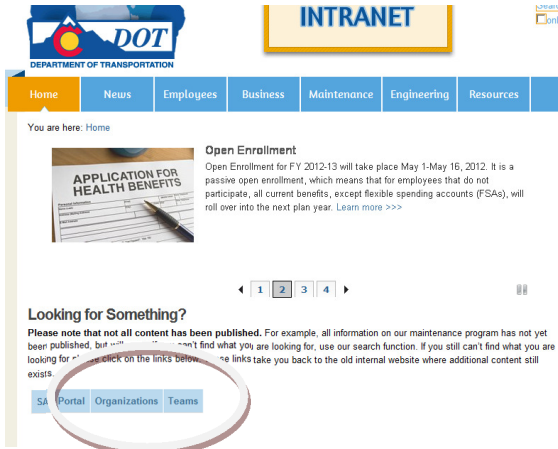 INTRANET
DOT
DEPARTMENT OF TRANSPORTATION
Home News Employees Business Maintenance Engineering Resources
You are here: Home
Open Enrollment
APPLICATION FOR
HEALTH BENEFITS
Open Enrollment for FY 2012-13 will take place May 1-May 16, 2012. It is a
passive open enrollment, which means that for employees that do not
participate, all current benefits, except flexible spending accounts (FSAs), will
roll over into the next plan year. Learn more >>>
1 2 3 4
Looking for Something?
Please note that not all content has been published. For example, all information on our maintenance program has not yet
been published, but will can't find what you are looking for, use our search function. If you still can't find what you are
looking for please click on the links below. links take you back to the old internal website where additional content still
exists.
Portal Organizations Teams